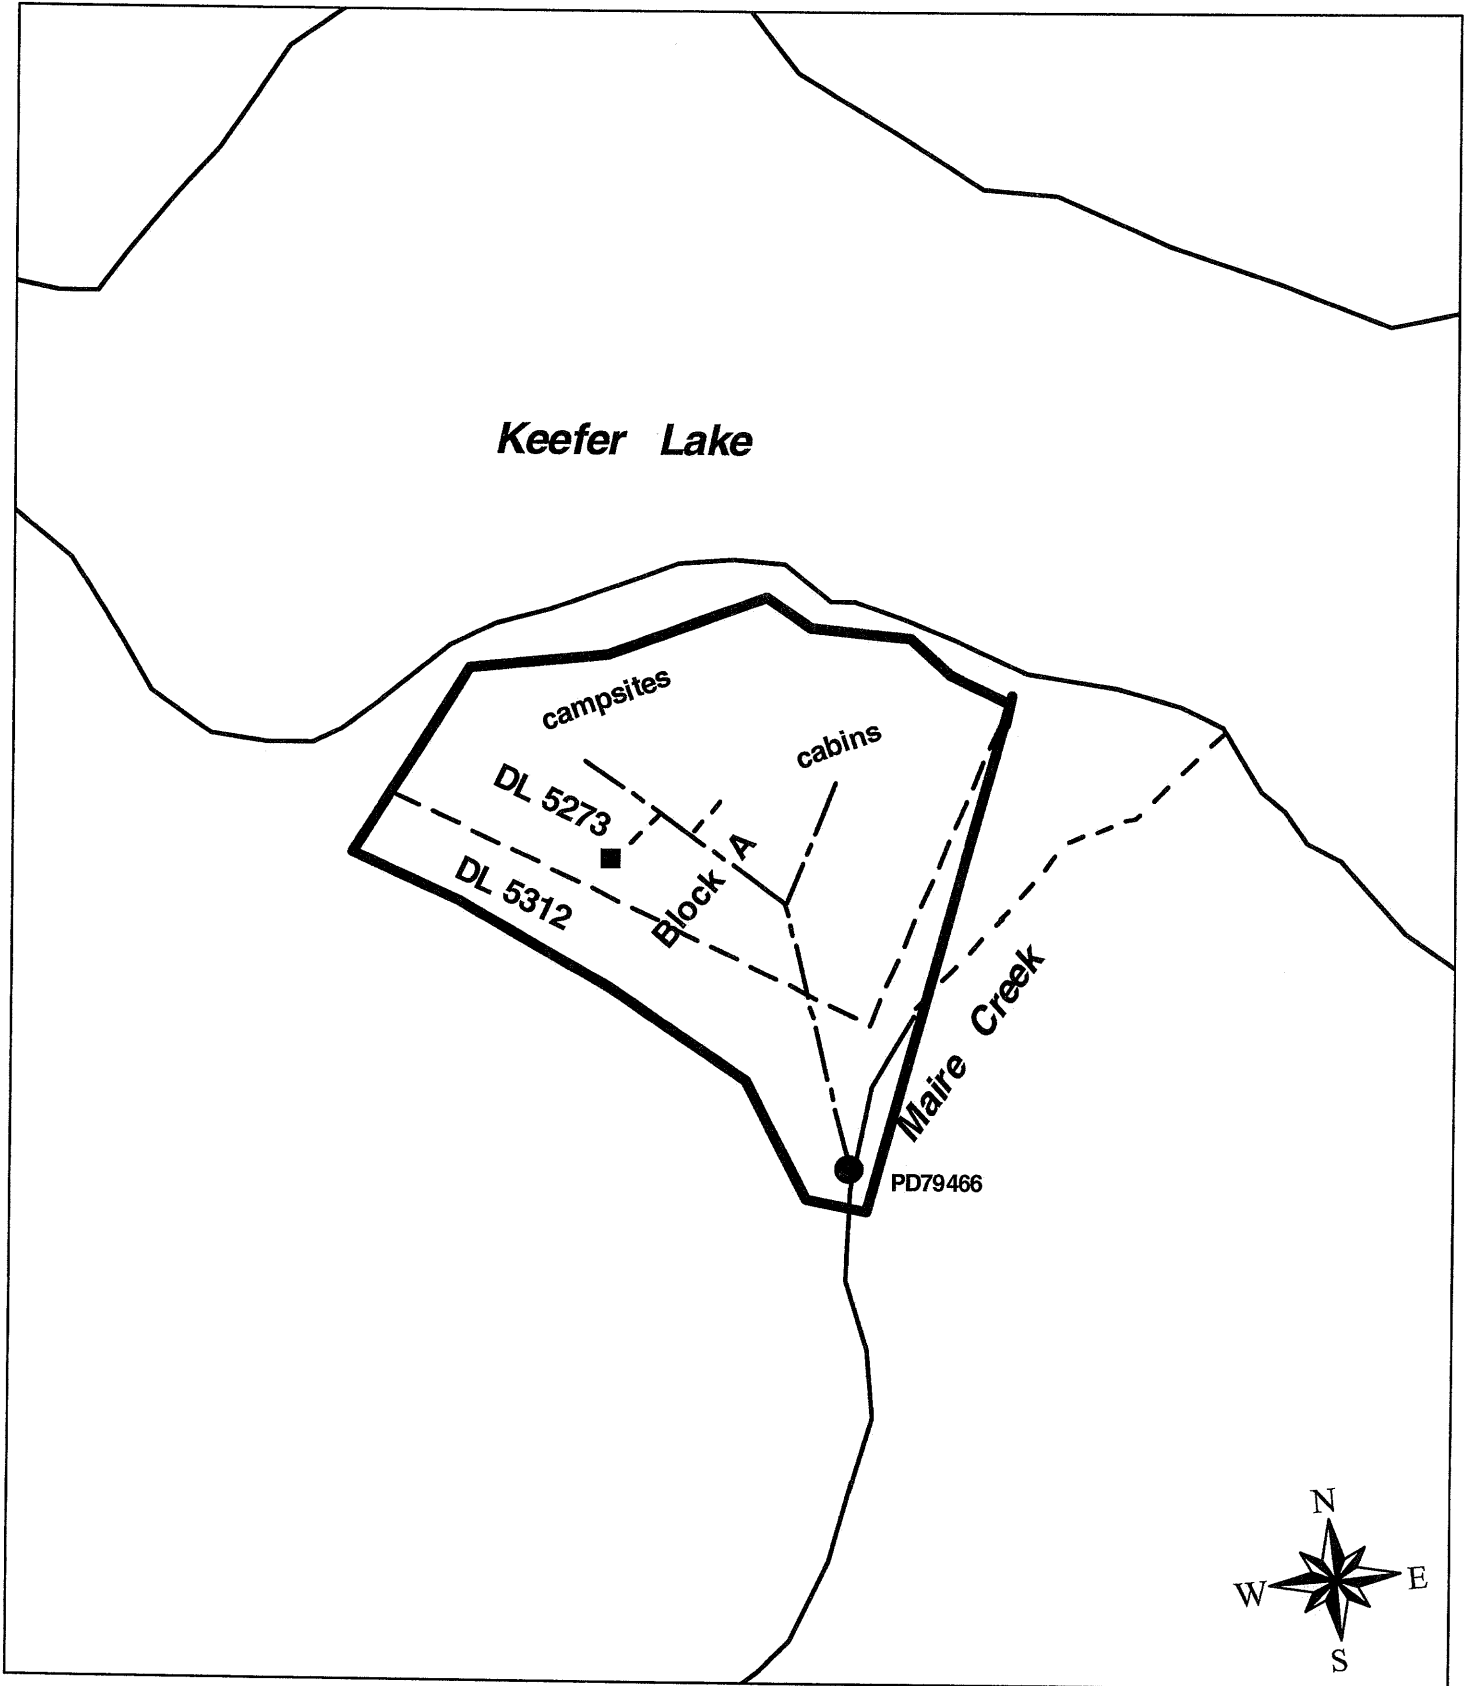 Keefer Lake
campsites
cabins
DL 5273
Block A
DL 5312
Maire Creek
PD79466
N
W
E
S